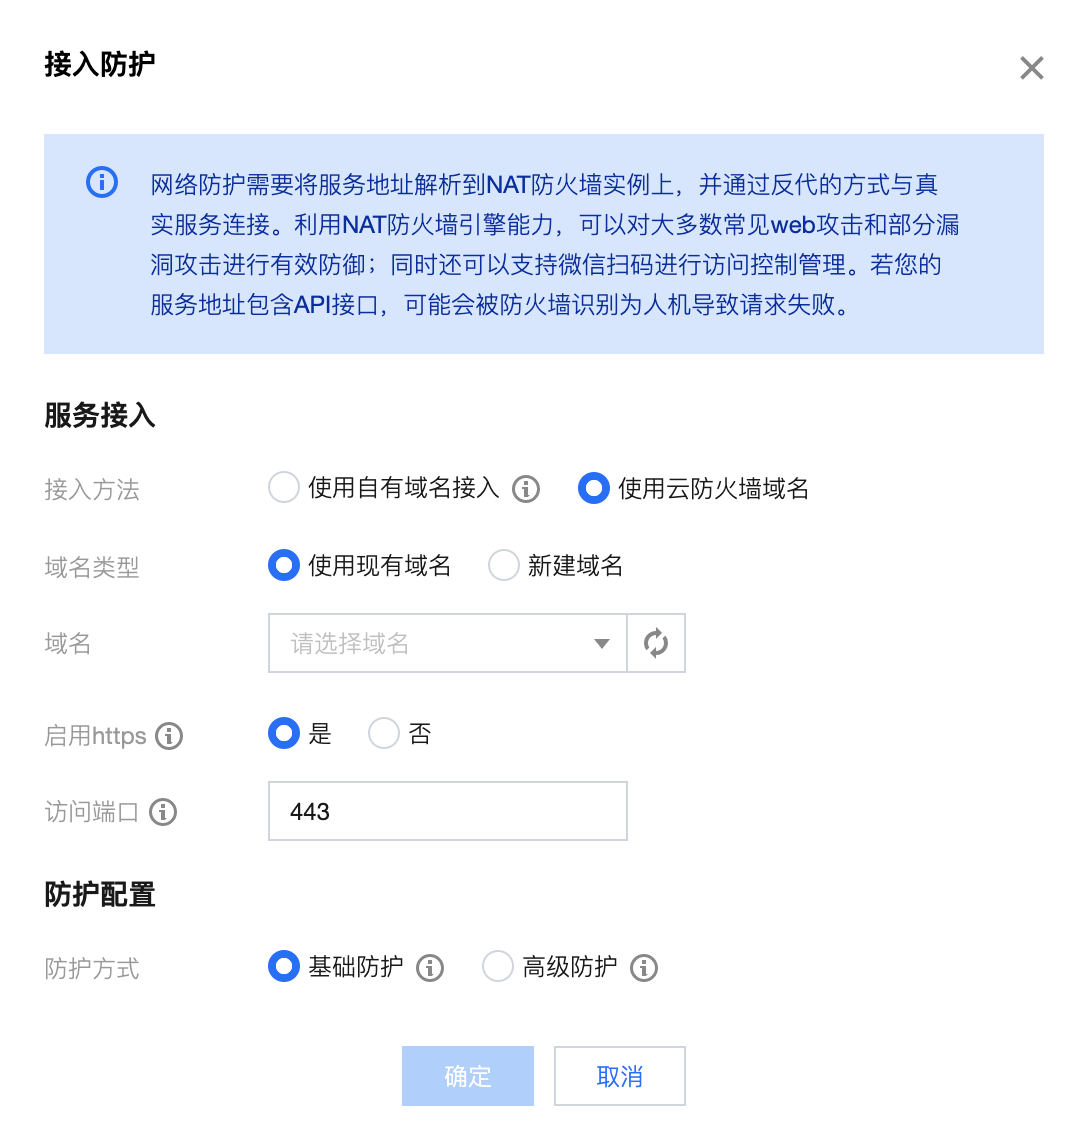 接入防护
网络防护需要将服务地址解析到NAT防火墙实例上，并通过反代的方式与真
实服务连接。利用NAT防火墙引擎能力，可以对大多数常见web攻击和部分漏
洞攻击进行有效防御；同时还可以支持微信扫码进行访问控制管理。若您的
服务地址包含API接口，可能会被防火墙识别为人机导致请求失败。
服务接入
接入方法 使用自有域名接入 使用云防火墙域名
域名类型 使用现有域名 新建域名
域名 请选择域名
启用https 是 否
访问端口 443
防护配置
防护方式 基础防护 高级防护
确定 取消